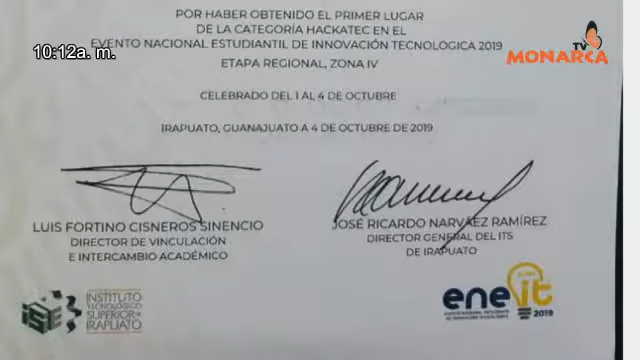 POR HABER OBTENIDO EL PRIMER LUGAR
DE LA CATEGORÍA HACKATEC EN EL
EVENTO NACIONAL ESTUDIANTIL DE INNOVACIÓN TECNOLOGICA 2019
ETAPA REGIONAL, ZONA IV
10:12a. m.
TV
MONARCA
CELEBRADO DEL 1 AL 4 DE OCTUBRE
IRAPUATO, GUANAJUATO A 4 DE OCTUBRE DE 2019
LUIS FORTINO CISNEROS SINENCIO
DIRECTOR DE VINCULACIÓN
E INTERCAMBIO ACADÉMICO
JOSÉ RICARDO NARVÁEZ RAMÍREZ
DIRECTOR GENERAL DEL ITS
DE IRAPUATO
INSTITUTO
TECNOLÓGICO
SUPERIOR DE
IRAPUATO
eneit
2019